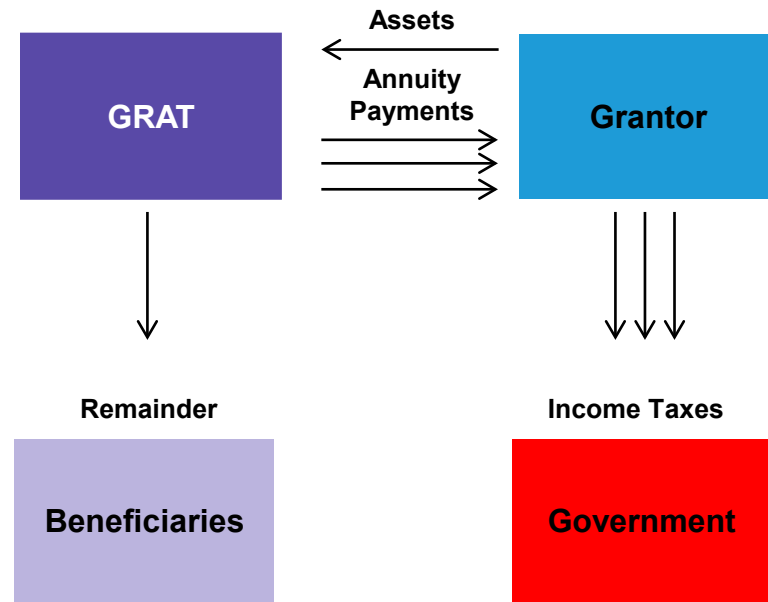 Assets
GRAT
Annuity
Payments
Grantor
Remainder
Income Taxes
Beneficiaries
Government